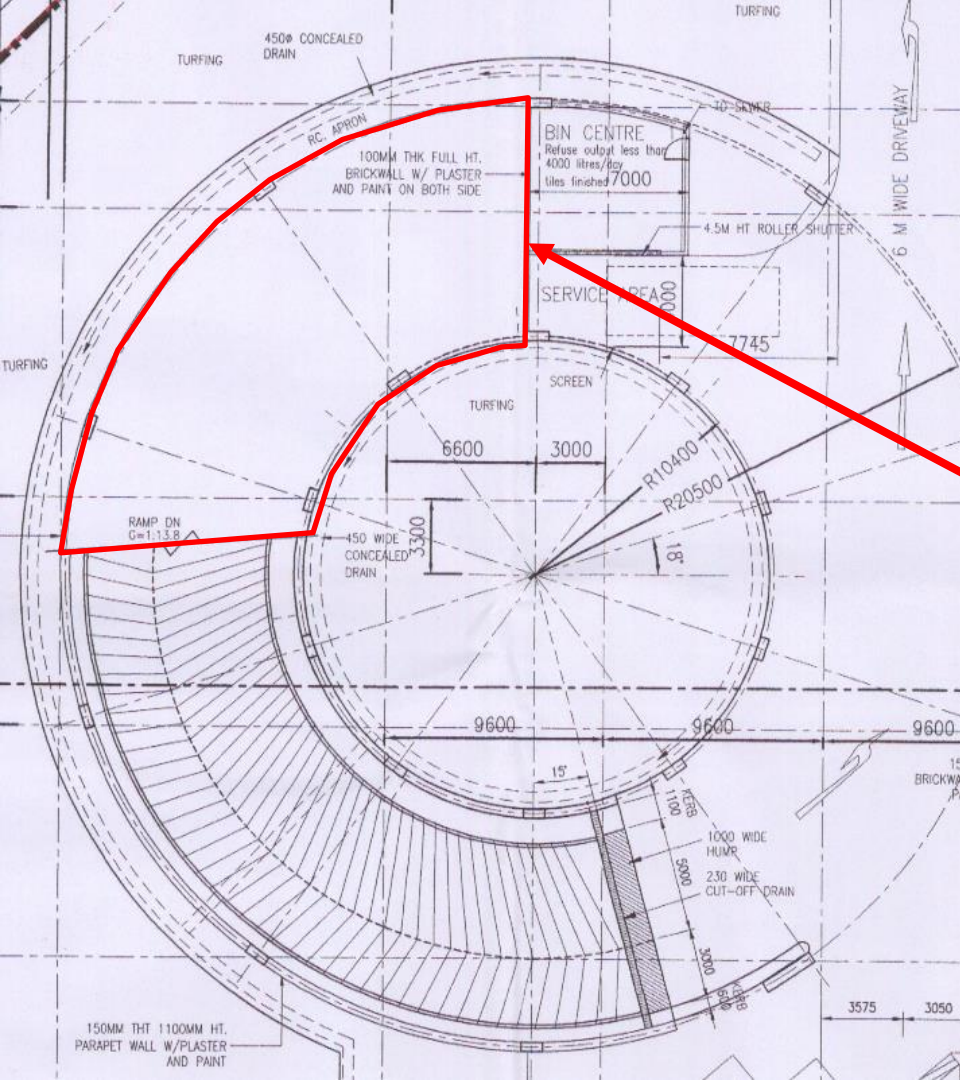 TURFING
450ø CONCEALED
DRAIN
TURFING
TO SEWER
RC. APRON
BIN CENTRE
Refuse output less than
4000 litres/day
tiles finished
7000
100MM THK FULL HT.
BRICKWALL W/ PLASTER
AND PAINT ON BOTH SIDE
6 M WIDE DRIVEWAY
4.5M HT ROLLER SHUTTER
SERVICE AREA
000
7745
TURFING
SCREEN
TURFING
6600
3000
R10400
R20500
RAMP DN
G=1:13.8
3300
450 WIDE
CONCEALED
DRAIN
18°
9600
9600
9600
15°
15
BRICKWA
P
KERB
1100
1000 WIDE
HUMP
5000
230 WIDE
CUT-OFF DRAIN
3000
KERB
600
3575
3050
150MM THT 1100MM HT.
PARAPET WALL W/PLASTER
AND PAINT